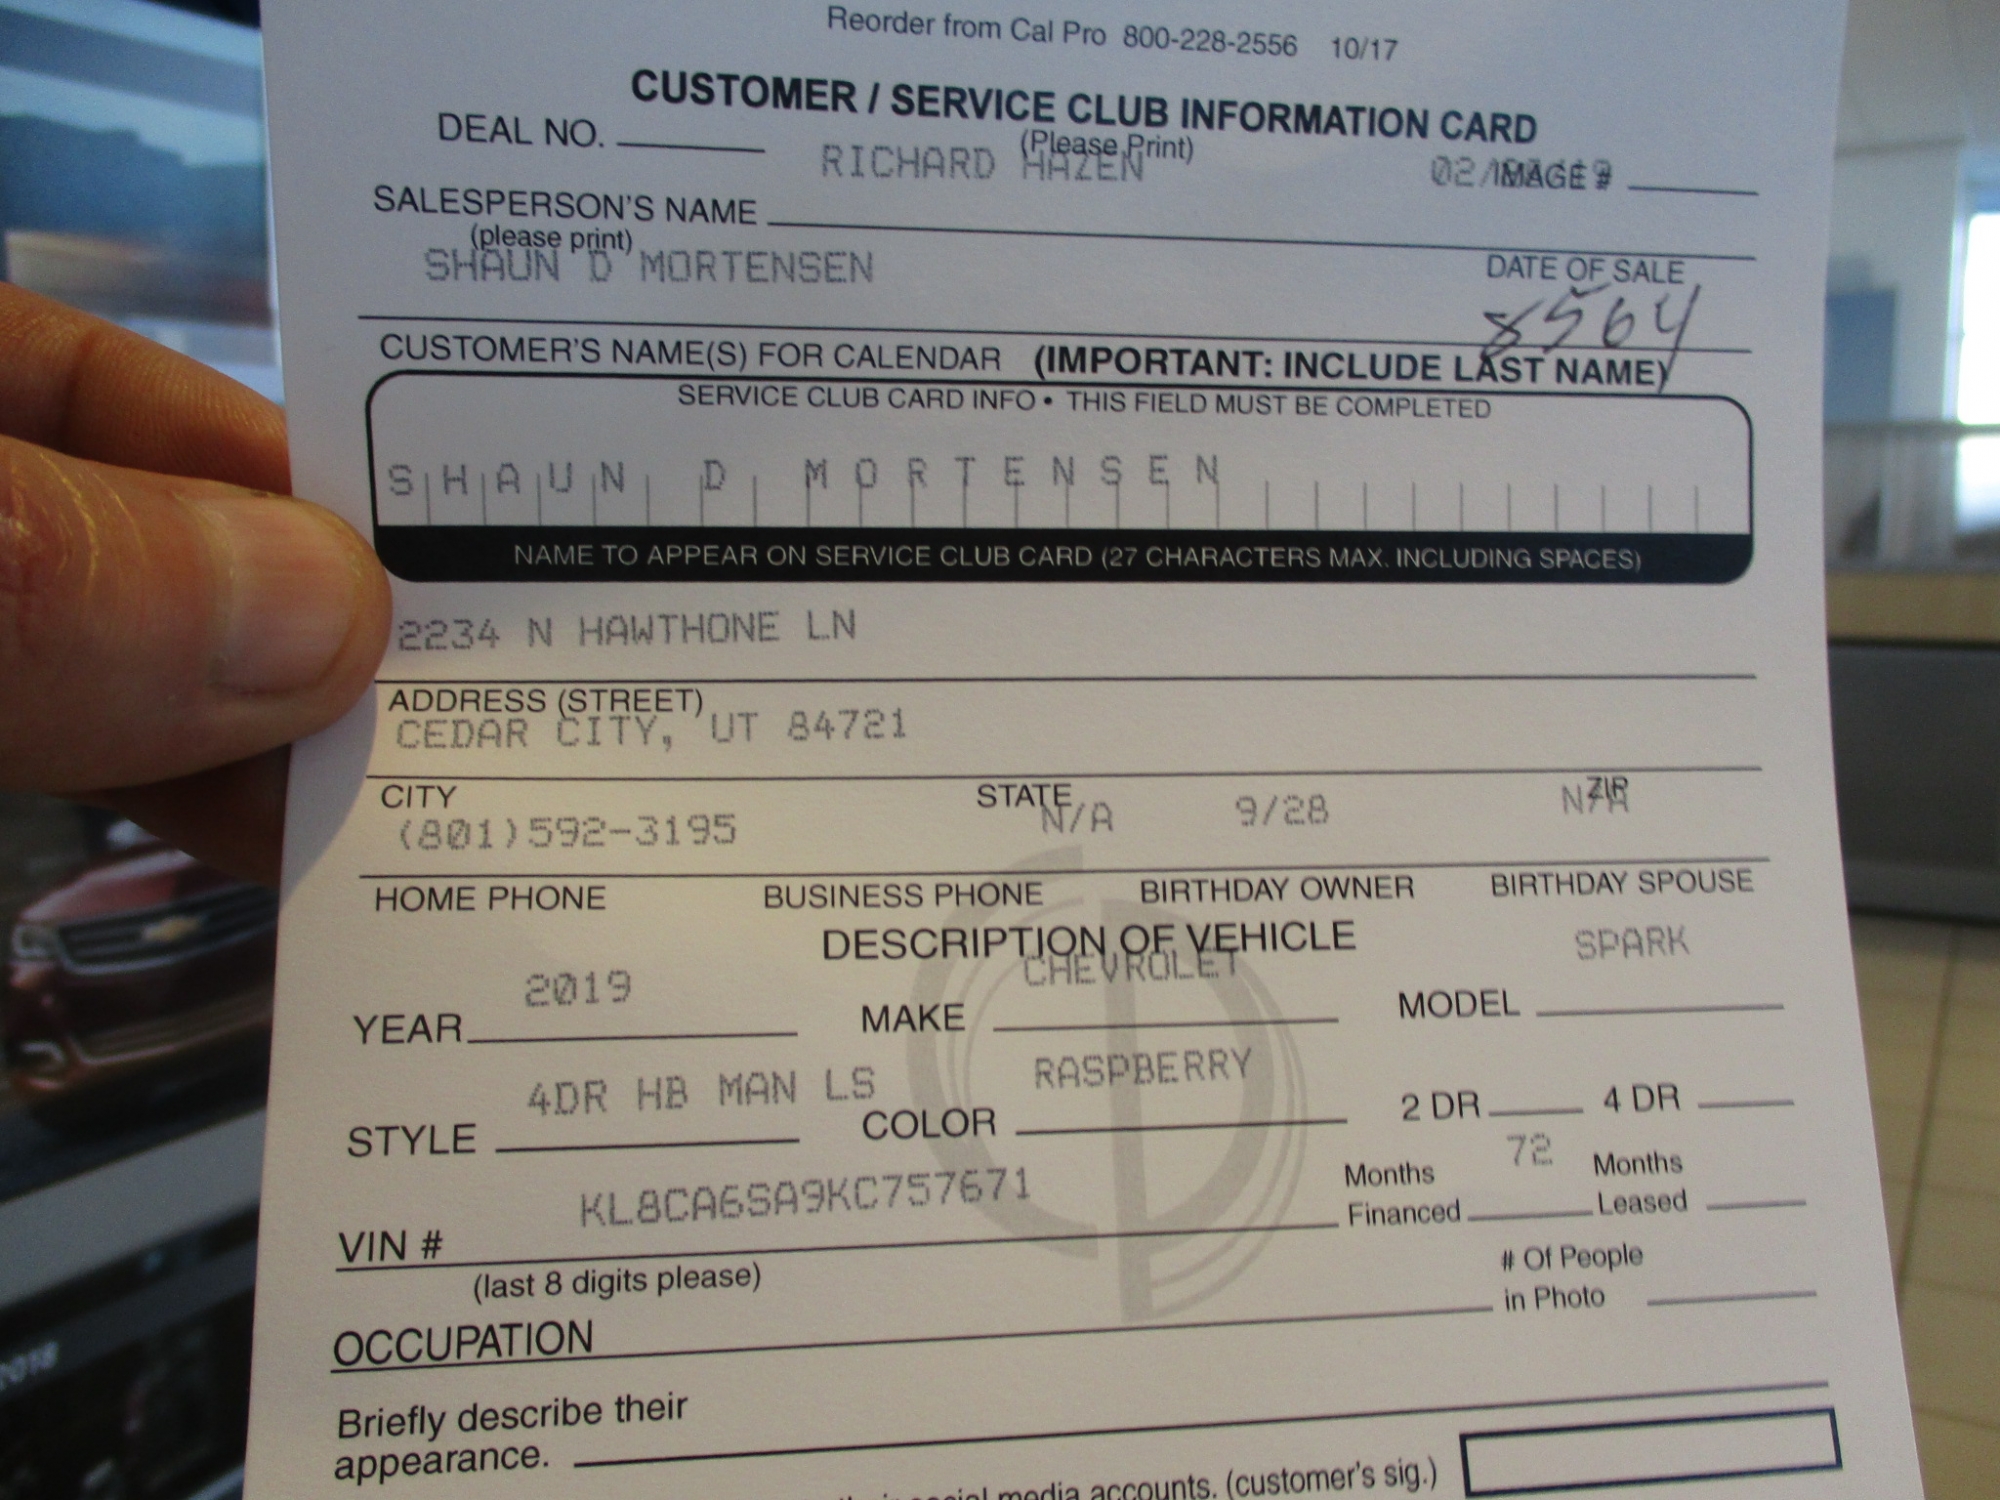 Reorder from Cal Pro 800-228-2556 10/17
CUSTOMER / SERVICE CLUB INFORMATION CARD
DEAL NO. (Please Print)
RICHARD HAZEN IMAGE #
SALESPERSON'S NAME
(please print)
SHAUN D MORTENSEN DATE OF SALE
8564
CUSTOMER'S NAME(S) FOR CALENDAR (IMPORTANT: INCLUDE LAST NAME)
SERVICE CLUB CARD INFO • THIS FIELD MUST BE COMPLETED
SHAUN D MORTENSEN
NAME TO APPEAR ON SERVICE CLUB CARD (27 CHARACTERS MAX. INCLUDING SPACES)
2234 N HAWTHONE LN
ADDRESS (STREET)
CEDAR CITY, UT 84721
CITY STATE ZIP
(801)592-3195 N/A 9/28 N/A
HOME PHONE BUSINESS PHONE BIRTHDAY OWNER BIRTHDAY SPOUSE
DESCRIPTION OF VEHICLE
2019 CHEVROLET SPARK
YEAR MAKE MODEL
4DR HB MAN LS RASPBERRY
STYLE COLOR 2 DR 4 DR
KL8CA6SA9KC757671 Months Financed 72 Months Leased
VIN #
(last 8 digits please) # Of People in Photo
OCCUPATION
Briefly describe their
appearance.
social media accounts. (customer's sig.)
2018